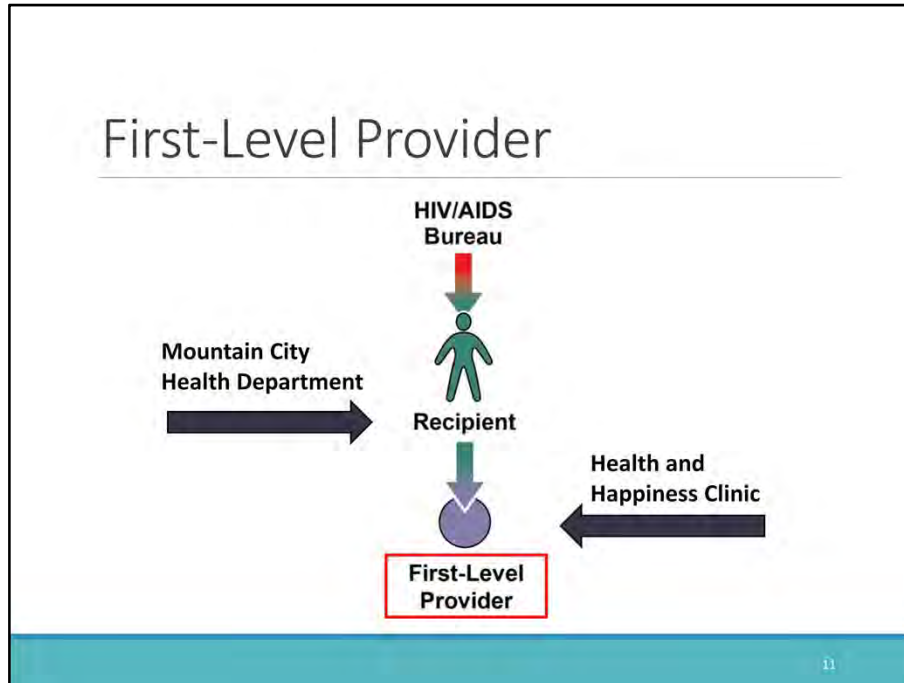 First-Level Provider
HIV/AIDS
Bureau
Mountain City
Health Department
Recipient
Health and
Happiness Clinic
First-Level
Provider
11